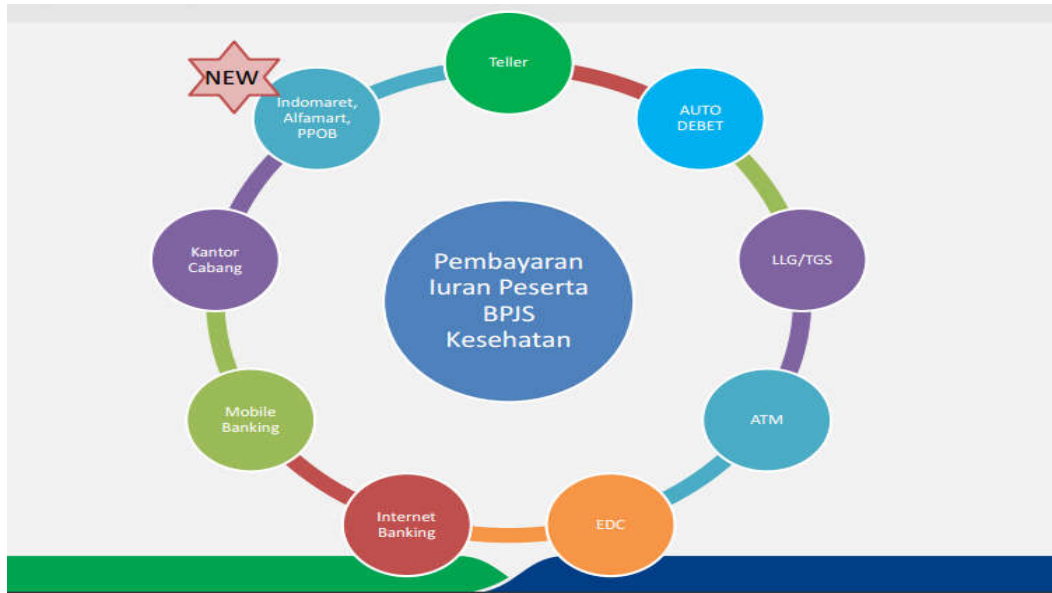 NEW
Teller
AUTO
DEBET
LLG/TGS
ATM
EDC
Internet
Banking
Mobile
Banking
Kantor
Cabang
Indomaret,
Alfamart,
PPOB
Pembayaran
Iuran Peserta
BPJS
Kesehatan